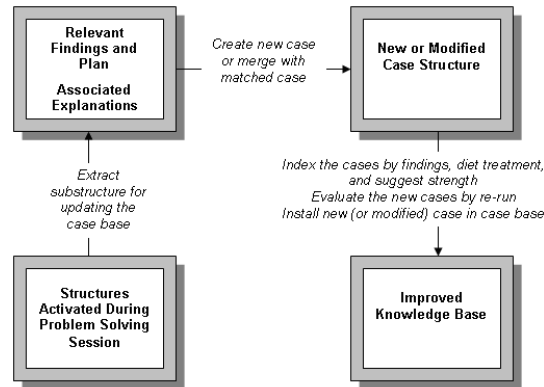 Relevant
Findings and
Plan
Associated
Explanations
Create new case
or merge with
matched case
New or Modified
Case Structure
Extract
substructure for
updating the
case base
Index the cases by findings, diet treatment,
and suggest strength
Evaluate the new cases by re-run
Install new (or modified) case in case base
Structures
Activated During
Problem Solving
Session
Improved
Knowledge Base